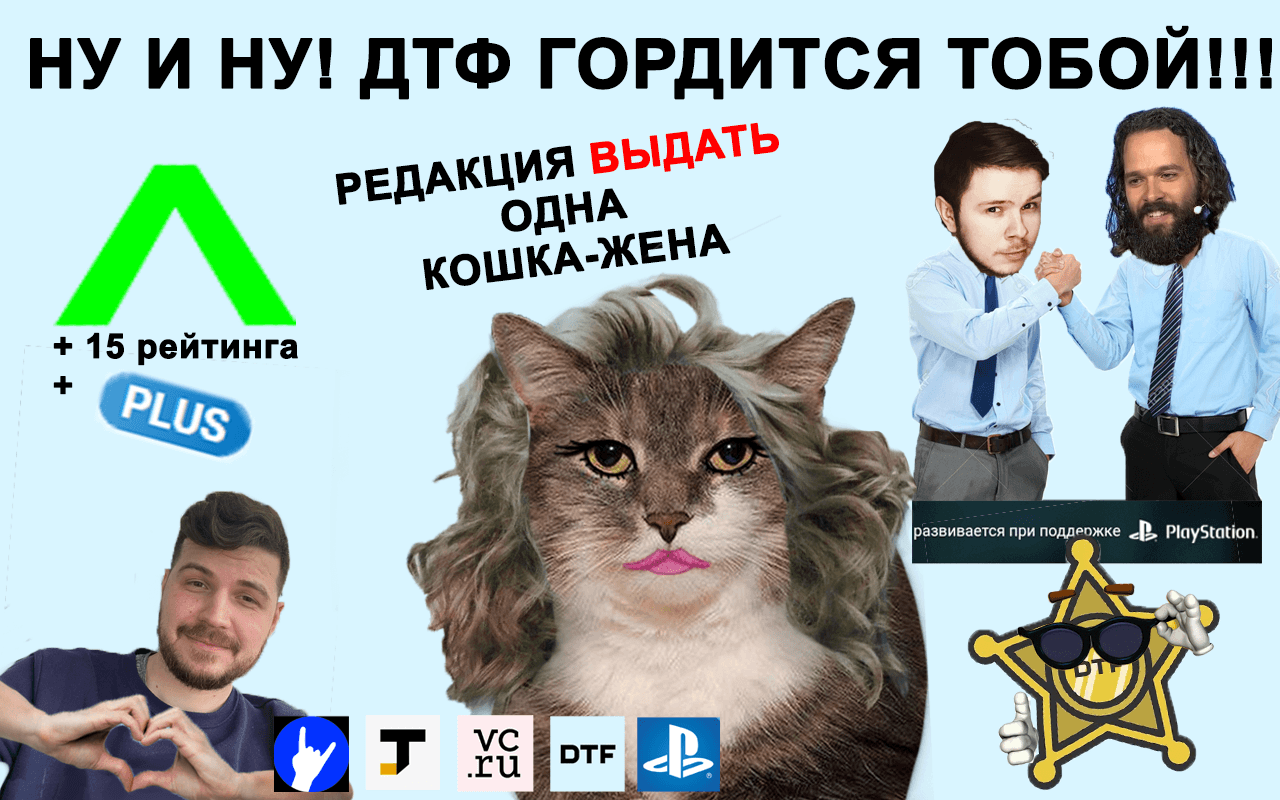 НУ И НУ! ДТФ ГОРДИТСЯ ТОБОЙ!!!
РЕДАКЦИЯ ВЫДАТЬ
ОДНА
КОШКА-ЖЕНА
+ 15 рейтинга
+ PLUS
развивается при поддержке PlayStation.
DTF
vc
.ru
DTF